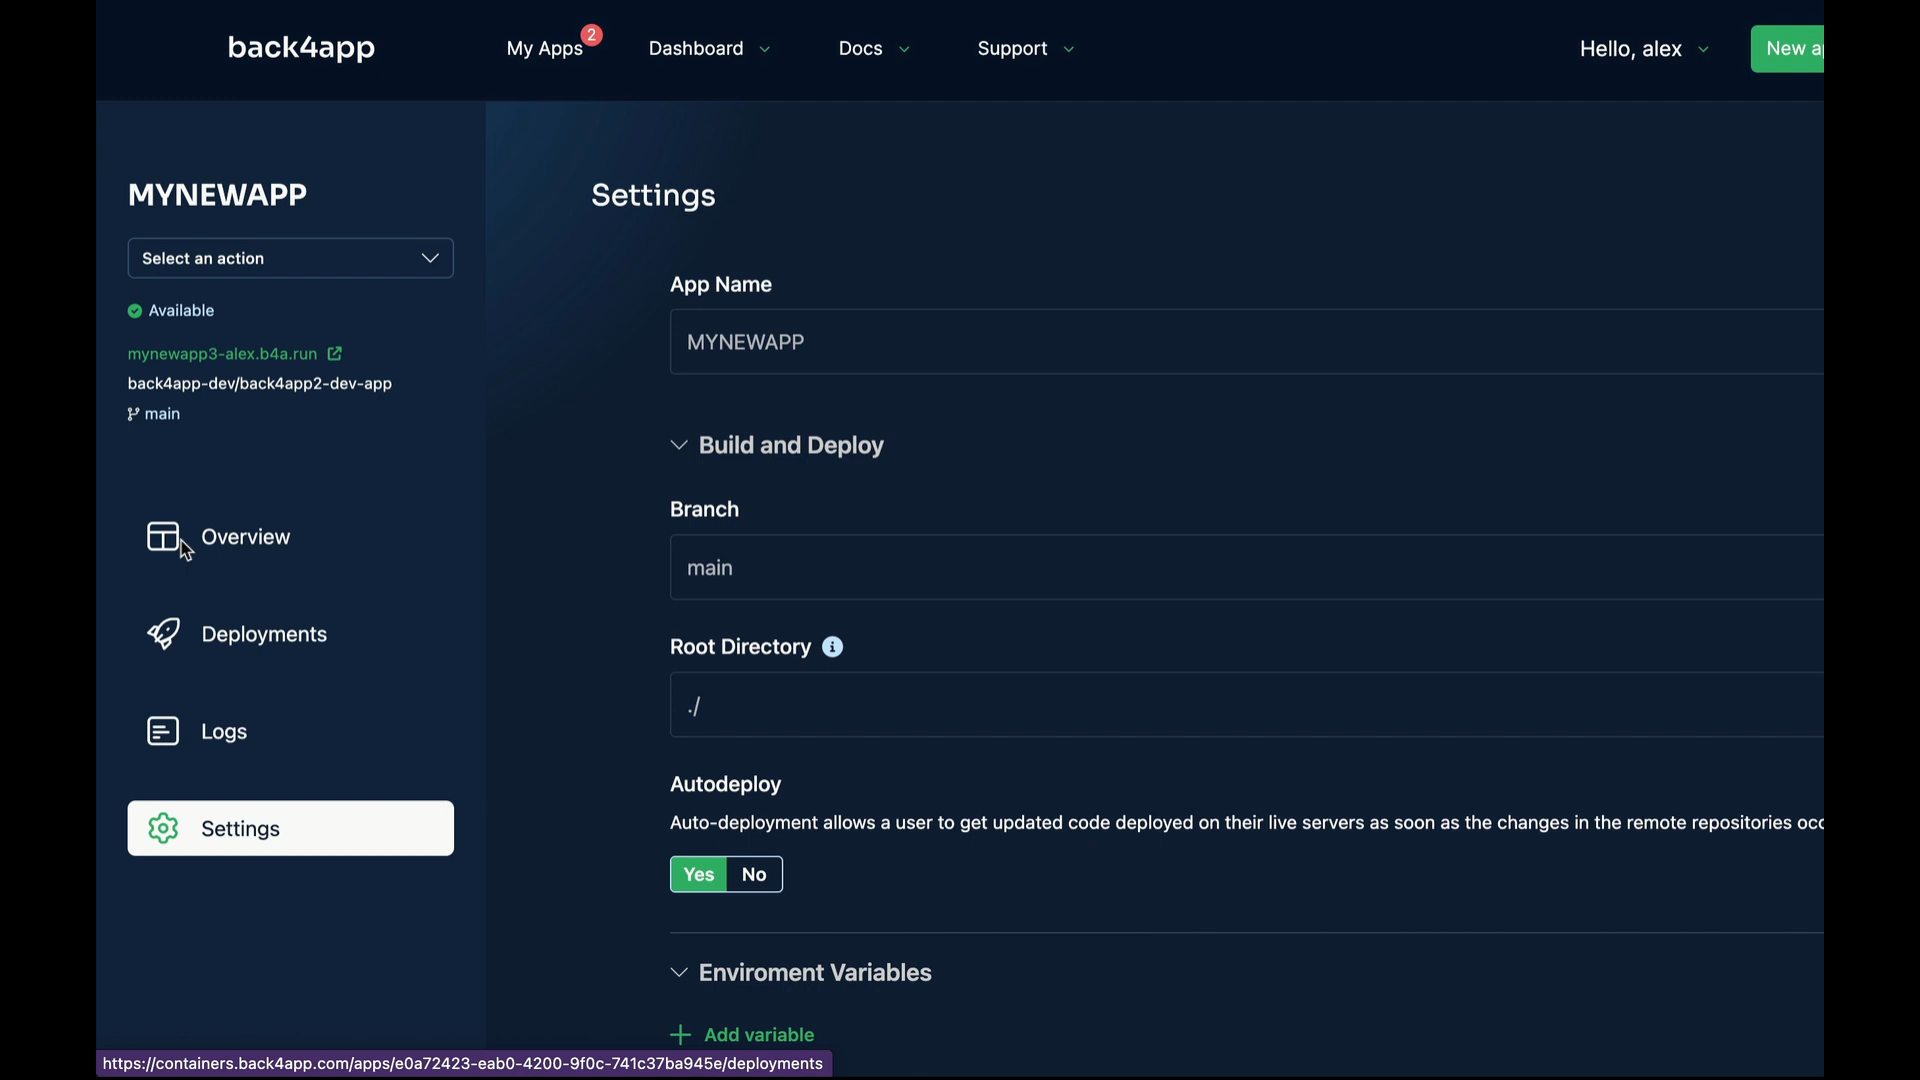 back4app
My Apps
2
Dashboard
Docs
Support
Hello, alex
New
MYNEWAPP
Select an action
Available
mynewapp3-alex.b4a.run
back4app-dev/back4app2-dev-app
main
Overview
Deployments
Logs
Settings
Settings
App Name
MYNEWAPP
Build and Deploy
Branch
main
Root Directory
./
Autodeploy
Auto-deployment allows a user to get updated code deployed on their live servers as soon as the changes in the remote repositories
Yes No
Enviroment Variables
Add variable
https://containers.back4app.com/apps/e0a72423-eab0-4200-9f0c-741c37ba945e/deployments